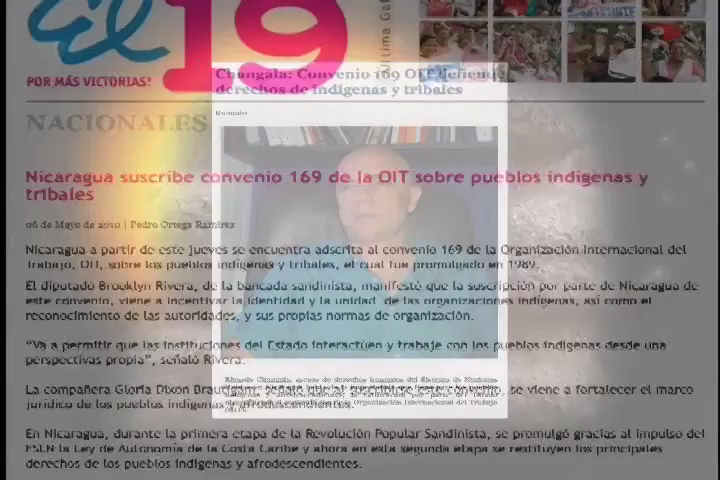 El 19
POR MÁS VICTORIAS!
Última
Changala: Convenio 169 OIT defiende
derechos de indígenas y tribales
NACIONALES
Nicaragua suscribe convenio 169 de la OIT sobre pueblos indígenas y
tribales
06 de Mayo de 2010 | Pedro Ortega Ramírez
Nicaragua a partir de este jueves se encuentra adscrita al convenio 169 de la Organización Internacional del
Trabajo, OIT, sobre los pueblos indígenas y tribales, el cual fue promulgado en 1989.
El diputado Brooklyn Rivera, de la bancada sandinista, manifestó que la suscripción por parte de Nicaragua de
este convenio, viene a incentivar la identidad y la unidad de las organizaciones indígenas, así como el
reconocimiento de las autoridades, y sus propias normas de organización.
“Va a permitir que las instituciones del Estado interactúen y trabaje con los pueblos indígenas desde una
perspectivas propia”, señaló Rivera.
La compañera Gloria Dixon señaló que al suscribirse este convenio, se viene a fortalecer el marco
jurídico de los pueblos indígenas y afrodescendientes.
En Nicaragua, durante la primera etapa de la Revolución Popular Sandinista, se promulgó gracias al impulso del
FSLN la Ley de Autonomía de la Costa Caribe y ahora en esta segunda etapa se restituyen los principales
derechos de los pueblos indígenas y afrodescendientes.